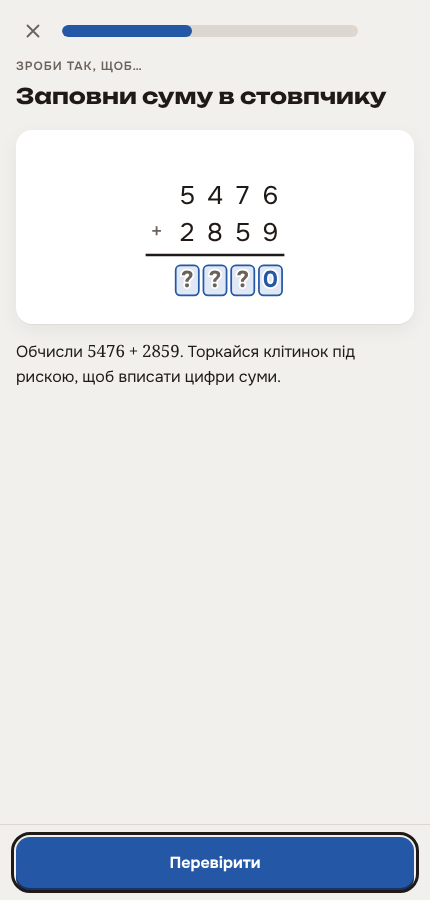 ЗРОБИ ТАК, ЩОБ…
Заповни суму в стовпчику
5 4 7 6
+ 2 8 5 9
? ? ? 0
Обчисли 5476 + 2859. Торкайся клітинок під
рискою, щоб вписати цифри суми.
Перевірити